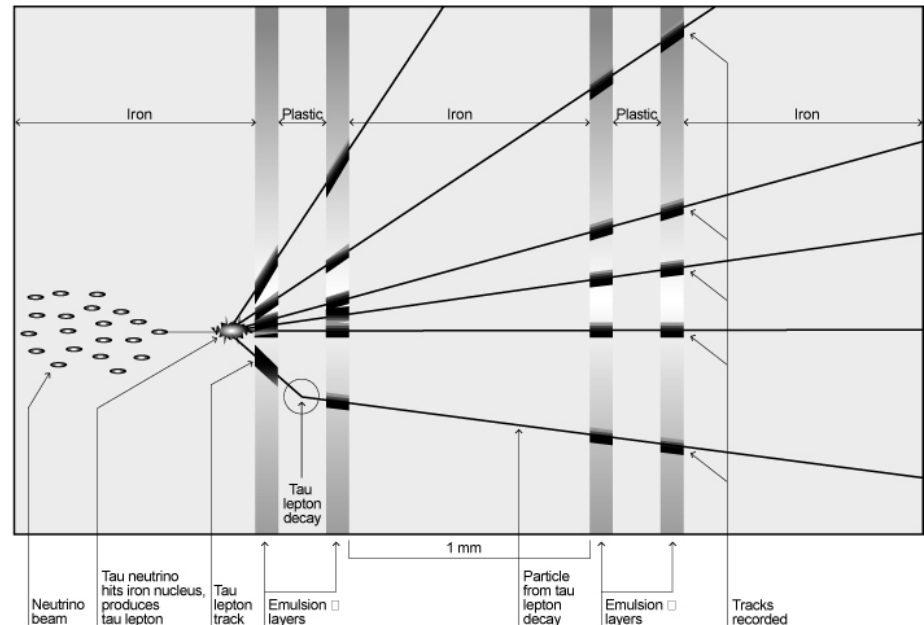 Iron
Plastic
Iron
Plastic
Iron
Tau
lepton
decay
1 mm
Neutrino
beam
Tau neutrino
hits iron nucleus,
produces
tau lepton
Tau
lepton
track
Emulsion □
layers
Particle
from tau
lepton
decay
Emulsion □
layers
Tracks
recorded